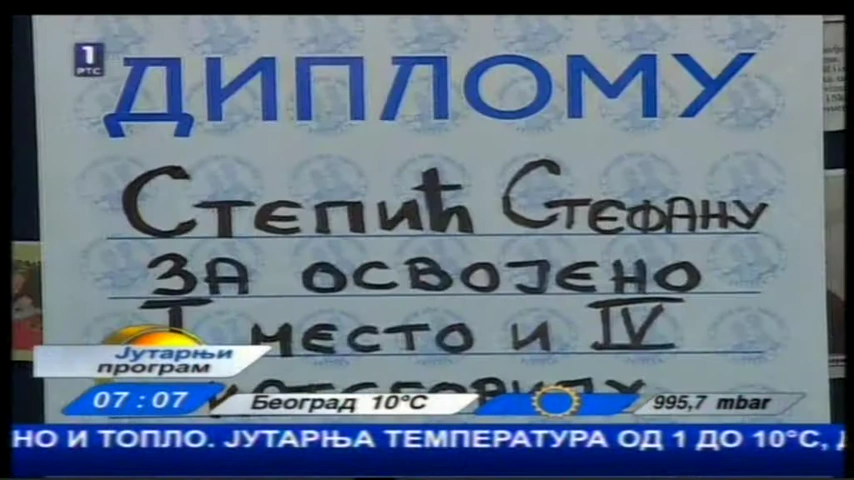 1
РТС
ДИПЛОМУ
СТЕПИЋ СТЕФАНУ
ЗА ОСВОЈЕНО
I МЕСТО И IV
Јутарњи
програм
07 : 07
Београд 10°C
995,7 mbar
НО И ТОПЛО. ЈУТАРЊА ТЕМПЕРАТУРА ОД 1 ДО 10°C,